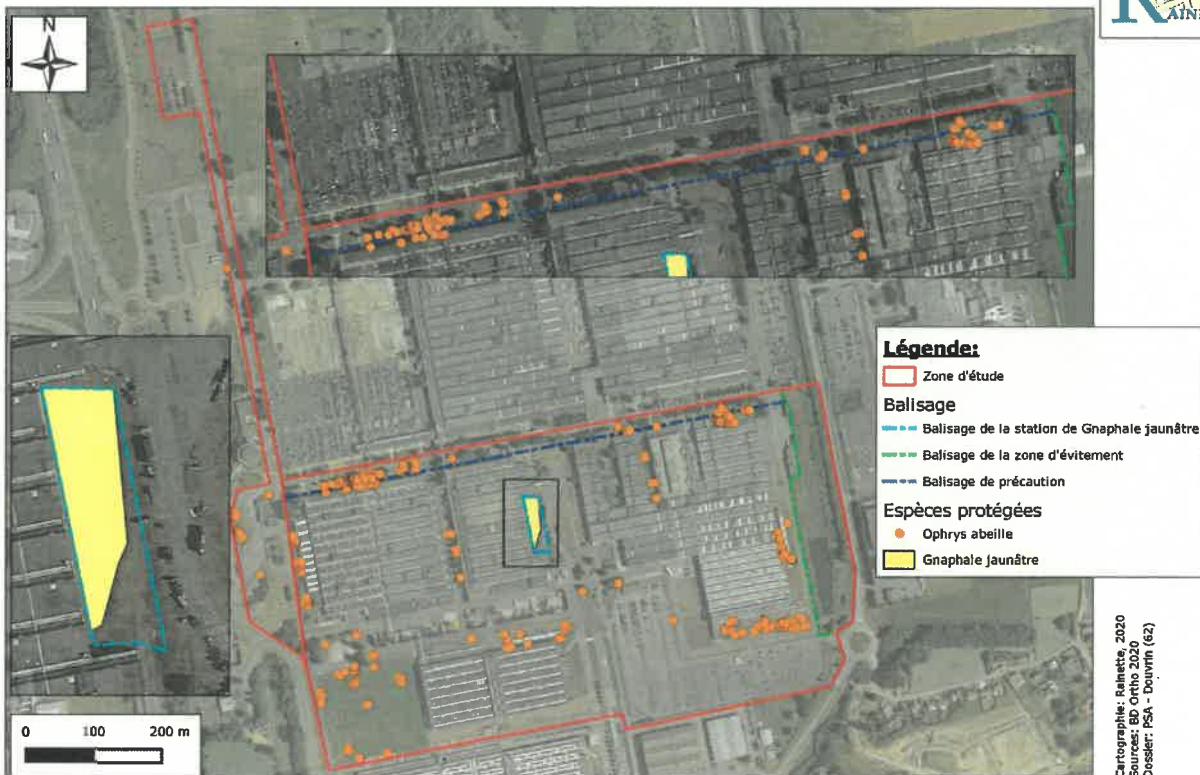 N
AIN
Légende:
Zone d'étude
Balisage
Balisage de la station de Gnaphale jaunâtre
Balisage de la zone d'évitement
Balisage de précaution
Espèces protégées
Ophrys abeille
Gnaphale jaunâtre
0 100 200 m
Cartographie: Rainette, 2020
Sources: BD Ortho 2020
Dossier: PSA - Douvrin (62)